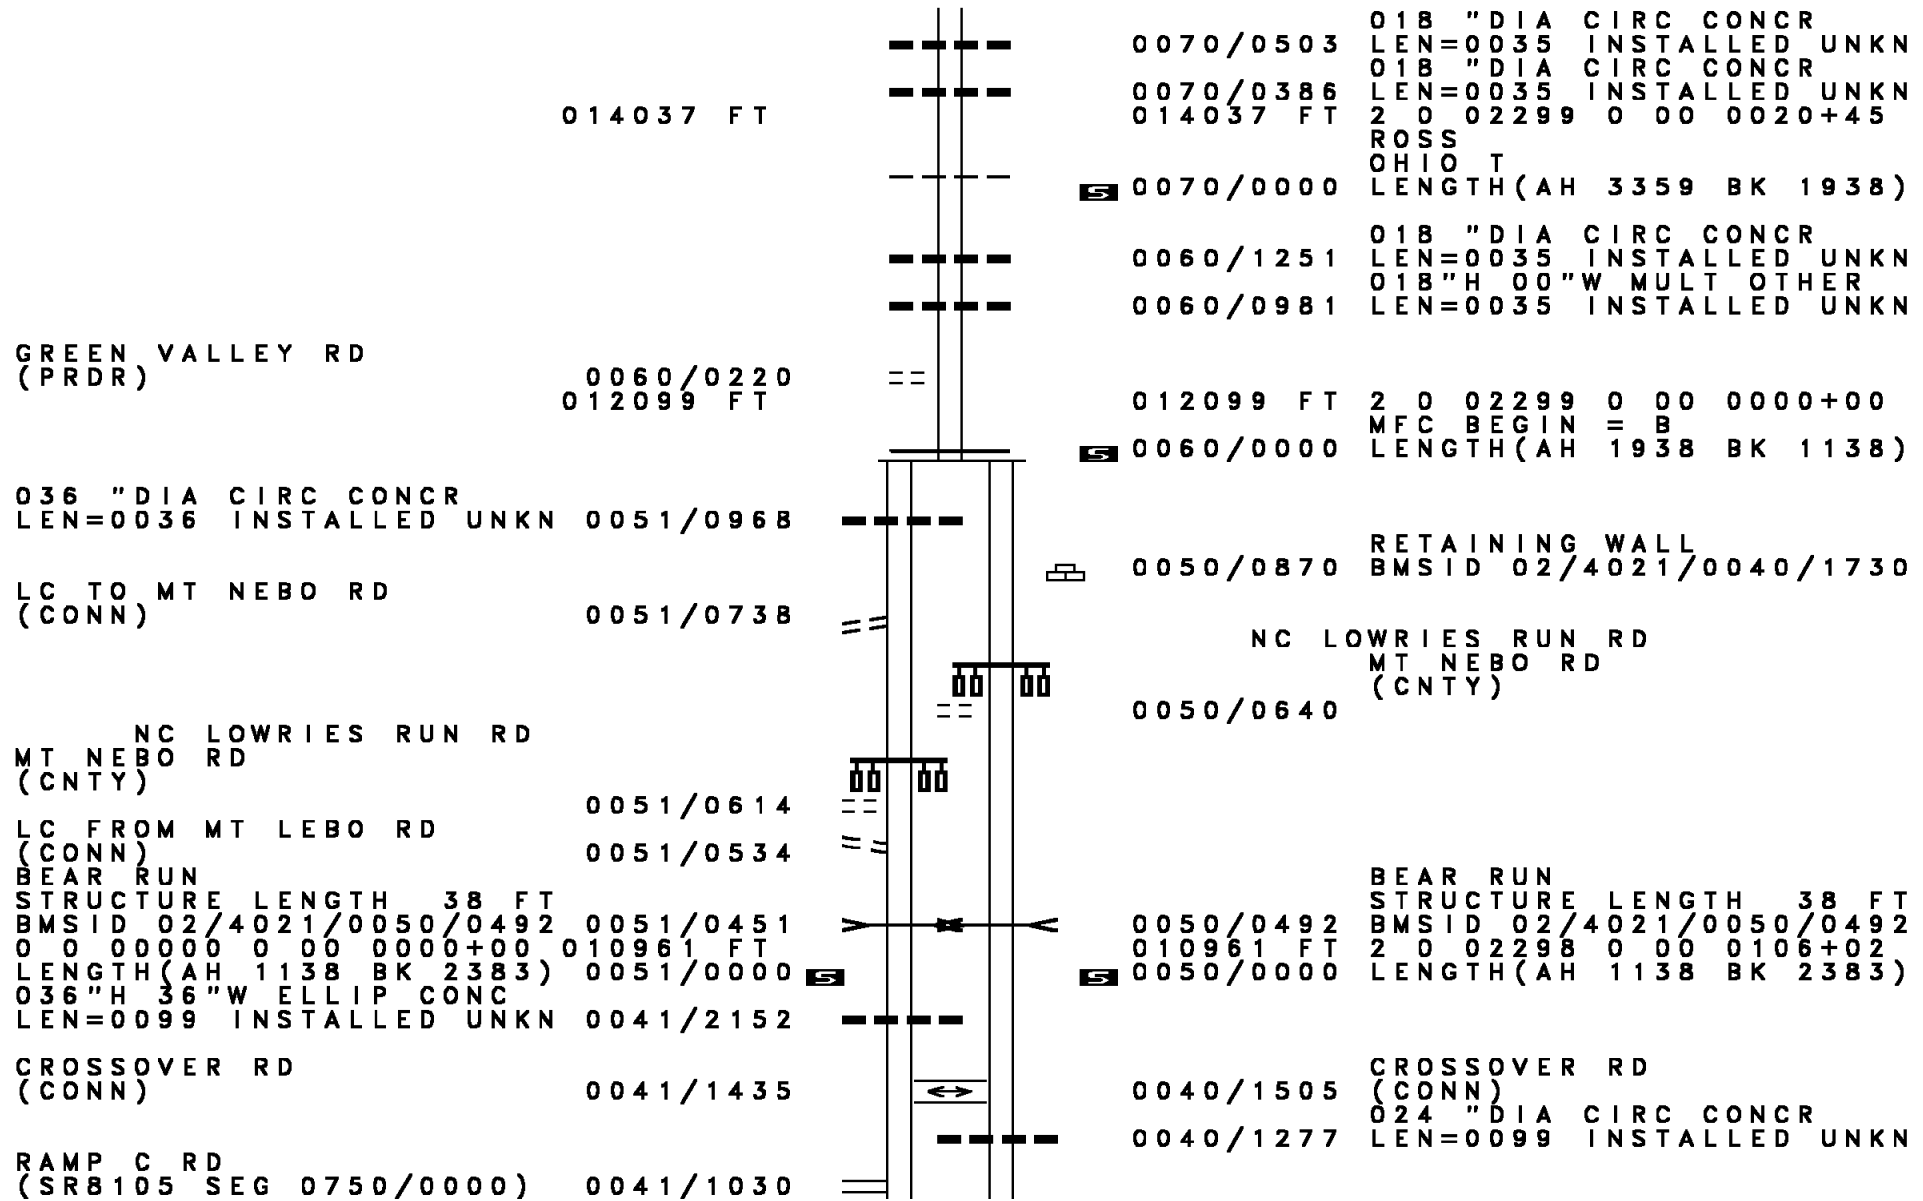 018 "DIA CIRC CONCR
0070/0503 LEN=0035 INSTALLED UNKN
018 "DIA CIRC CONCR
0070/0386 LEN=0035 INSTALLED UNKN
014037 FT 014037 FT 2 0 02299 0 00 0020+45
ROSS
OHIO T
S 0070/0000 LENGTH(AH 3359 BK 1938)
018 "DIA CIRC CONCR
0060/1251 LEN=0035 INSTALLED UNKN
018"H 00"W MULT OTHER
0060/0981 LEN=0035 INSTALLED UNKN
GREEN VALLEY RD
(PRDR) 0060/0220
012099 FT 012099 FT 2 0 02299 0 00 0000+00
MFC BEGIN = B
S 0060/0000 LENGTH(AH 1938 BK 1138)
036 "DIA CIRC CONCR
LEN=0036 INSTALLED UNKN 0051/0968
RETAINING WALL
0050/0870 BMSID 02/4021/0040/1730
LC TO MT NEBO RD
(CONN) 0051/0738
NC LOWRIES RUN RD
MT NEBO RD
(CNTY)
0050/0640
NC LOWRIES RUN RD
MT NEBO RD
(CNTY)
0051/0614
LC FROM MT LEBO RD
(CONN) 0051/0534
BEAR RUN BEAR RUN
STRUCTURE LENGTH 38 FT STRUCTURE LENGTH 38 FT
BMSID 02/4021/0050/0492 0051/0451 0050/0492 BMSID 02/4021/0050/0492
0 0 00000 0 00 0000+00 010961 FT 010961 FT 2 0 02298 0 00 0106+02
LENGTH(AH 1138 BK 2383) 0051/0000 S S 0050/0000 LENGTH(AH 1138 BK 2383)
036"H 36"W ELLIP CONC
LEN=0099 INSTALLED UNKN 0041/2152
CROSSOVER RD CROSSOVER RD
(CONN) 0041/1435 0040/1505 (CONN)
024 "DIA CIRC CONCR
0040/1277 LEN=0099 INSTALLED UNKN
RAMP C RD
(SR8105 SEG 0750/0000) 0041/1030